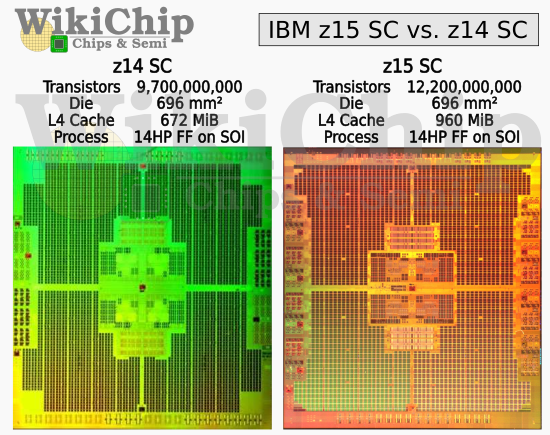 WikiChip
Chips & Semi
IBM z15 SC vs. z14 SC
z14 SC
Transistors 9,700,000,000
Die 696 mm²
L4 Cache 672 MiB
Process 14HP FF on SOI
z15 SC
Transistors 12,200,000,000
Die 696 mm²
L4 Cache 960 MiB
Process 14HP FF on SOI
WikiChip
Chips & Semi